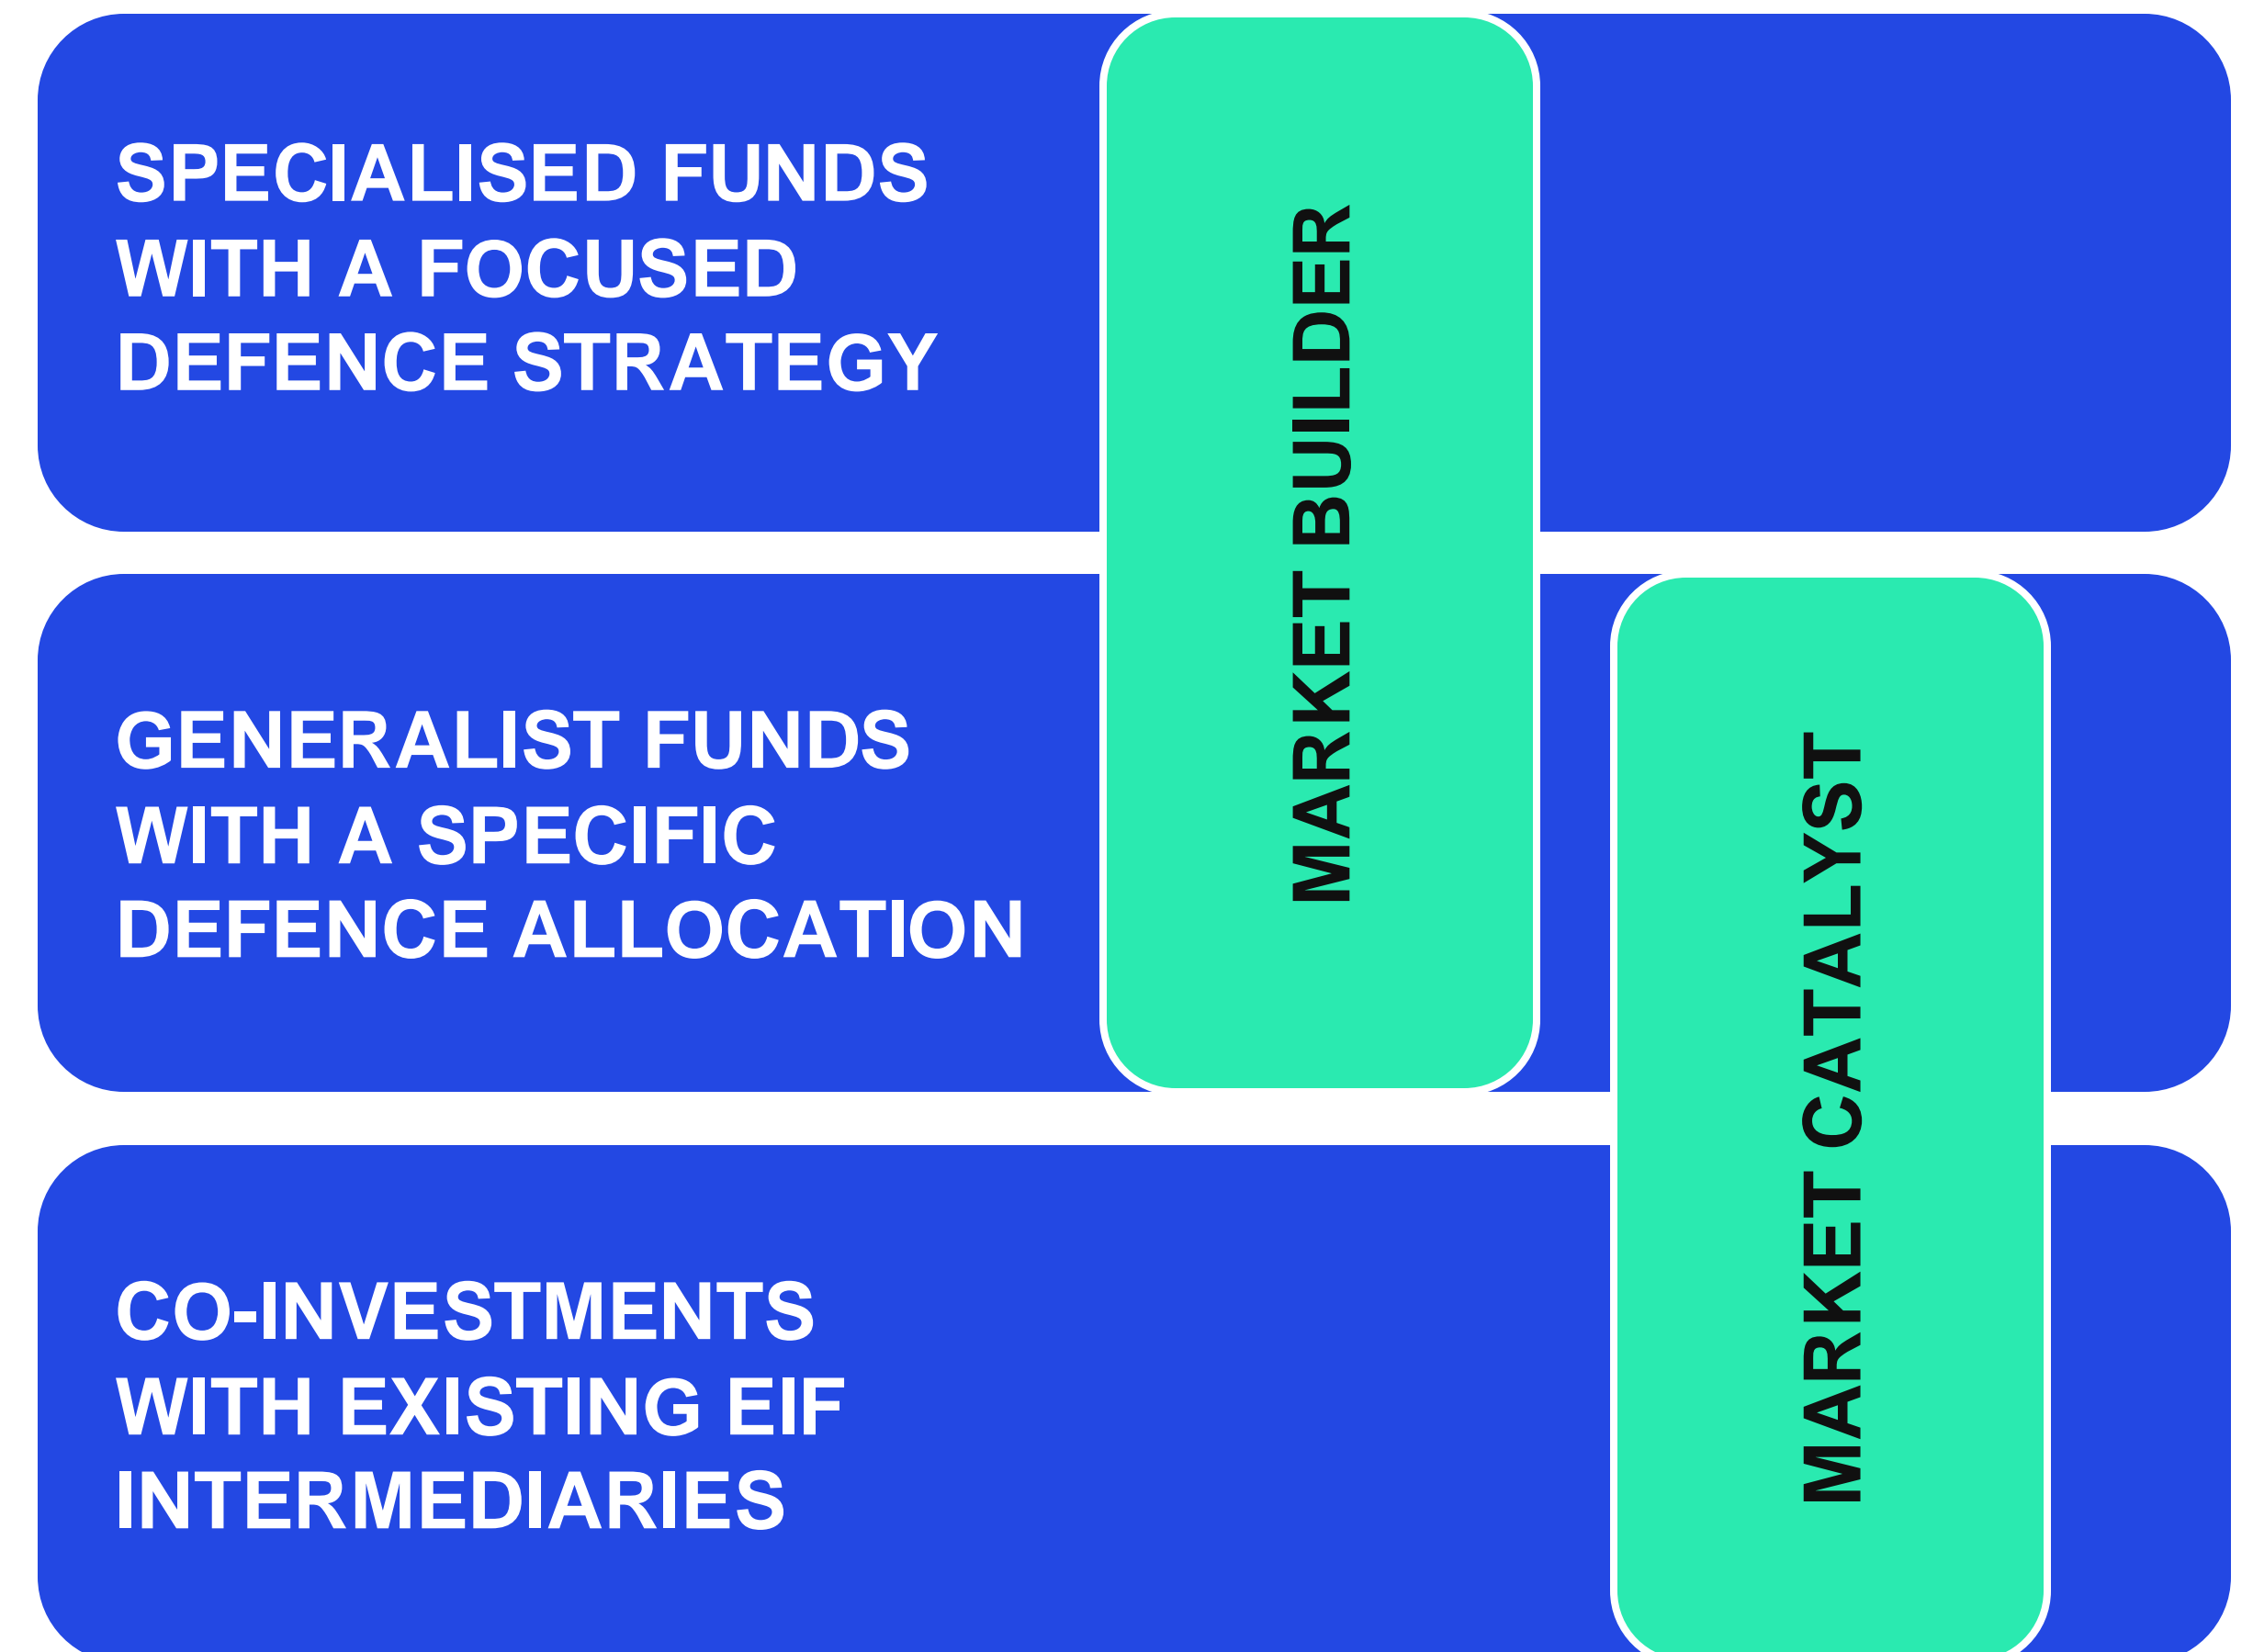 SPECIALISED FUNDS
WITH A FOCUSED
DEFENCE STRATEGY
MARKET BUILDER
GENERALIST FUNDS
WITH A SPECIFIC
DEFENCE ALLOCATION
MARKET CATALYST
CO-INVESTMENTS
WITH EXISTING EIF
INTERMEDIARIES